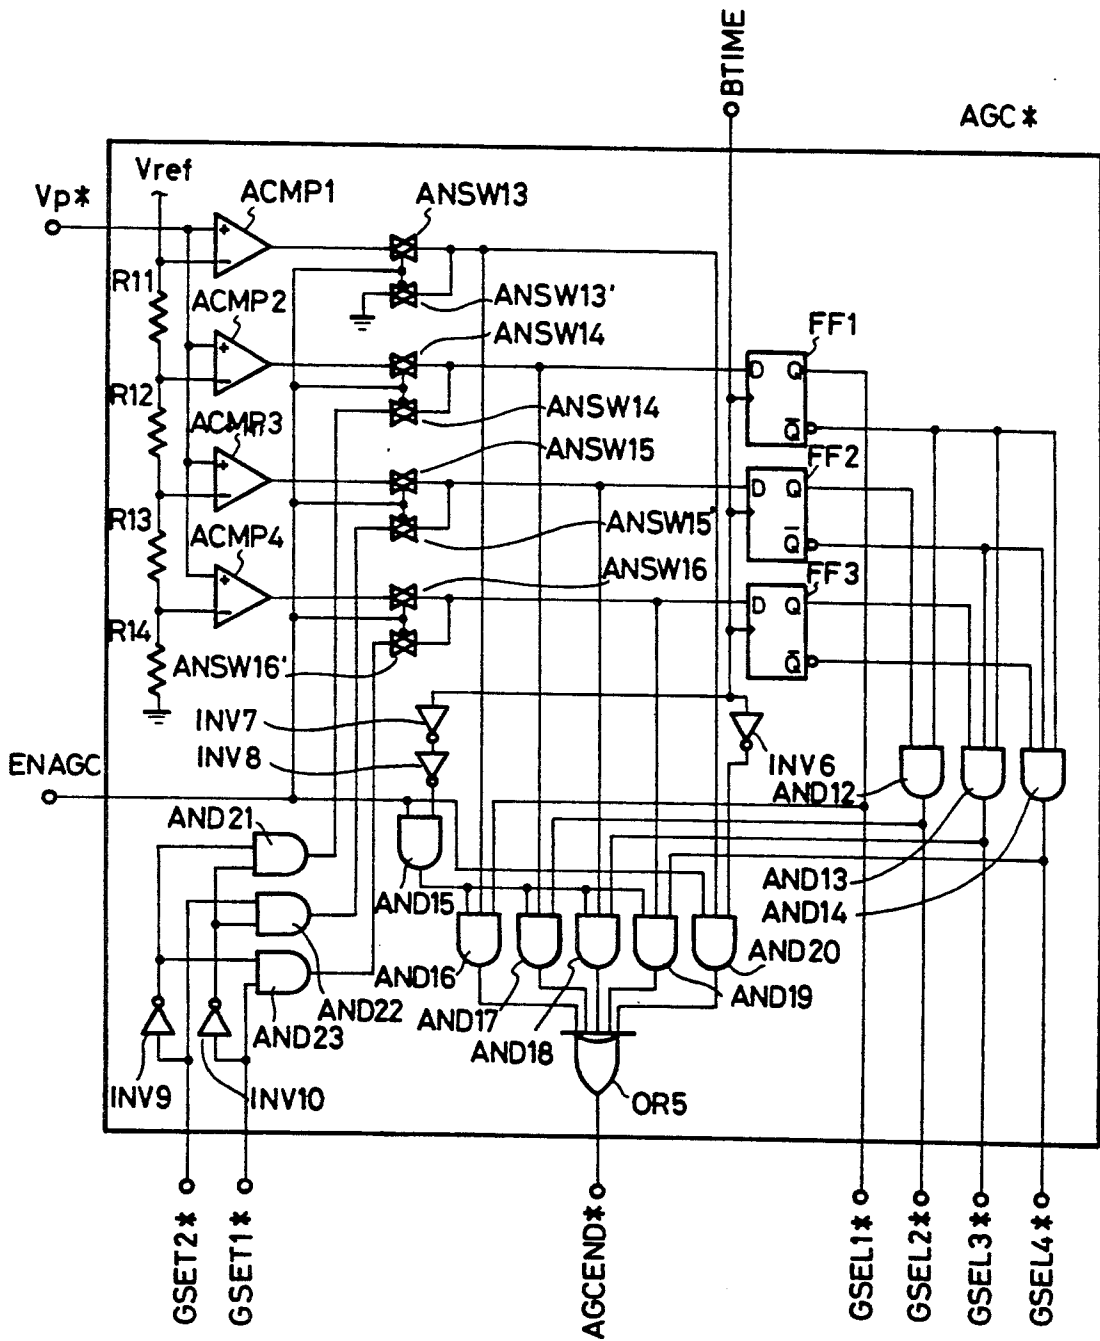 BTIME
AGC*
Vref
Vp*
ACMP1
ANSW13
+
-
R11
ANSW13'
ACMP2
ANSW14
FF1
+
-
D Q
Q
R12
ANSW14
ACMP3
ANSW15
FF2
+
-
D Q
Q
R13
ANSW15'
ACMP4
ANSW16
FF3
+
-
D Q
Q
R14
ANSW16'
INV7
INV8
INV6
ENAGC
AND12
AND21
AND13
AND15
AND14
AND20
AND16
AND19
AND22
AND17
AND23
AND18
INV9
INV10
OR5
GSET2*
GSET1*
AGCEND*
GSEL1*
GSEL2*
GSEL3*
GSEL4*